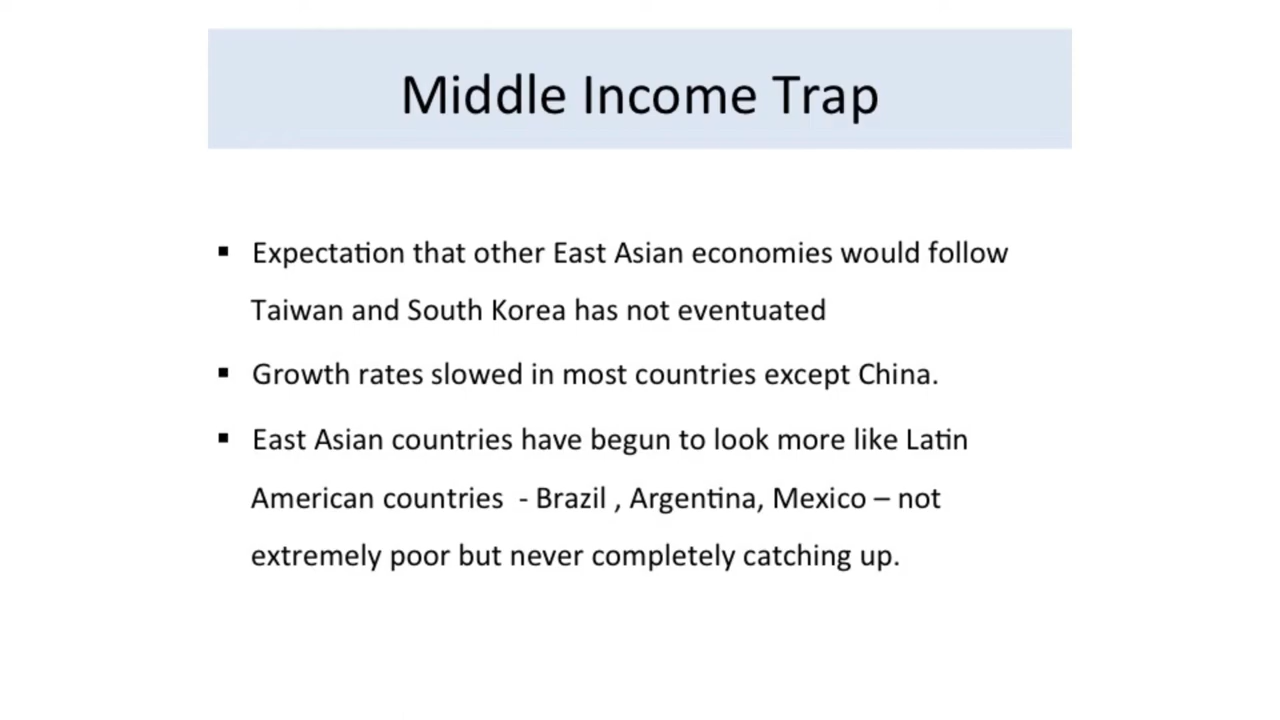 Middle Income Trap
▪ Expectation that other East Asian economies would follow
Taiwan and South Korea has not eventuated
▪ Growth rates slowed in most countries except China.
▪ East Asian countries have begun to look more like Latin
American countries  - Brazil , Argentina, Mexico – not
extremely poor but never completely catching up.